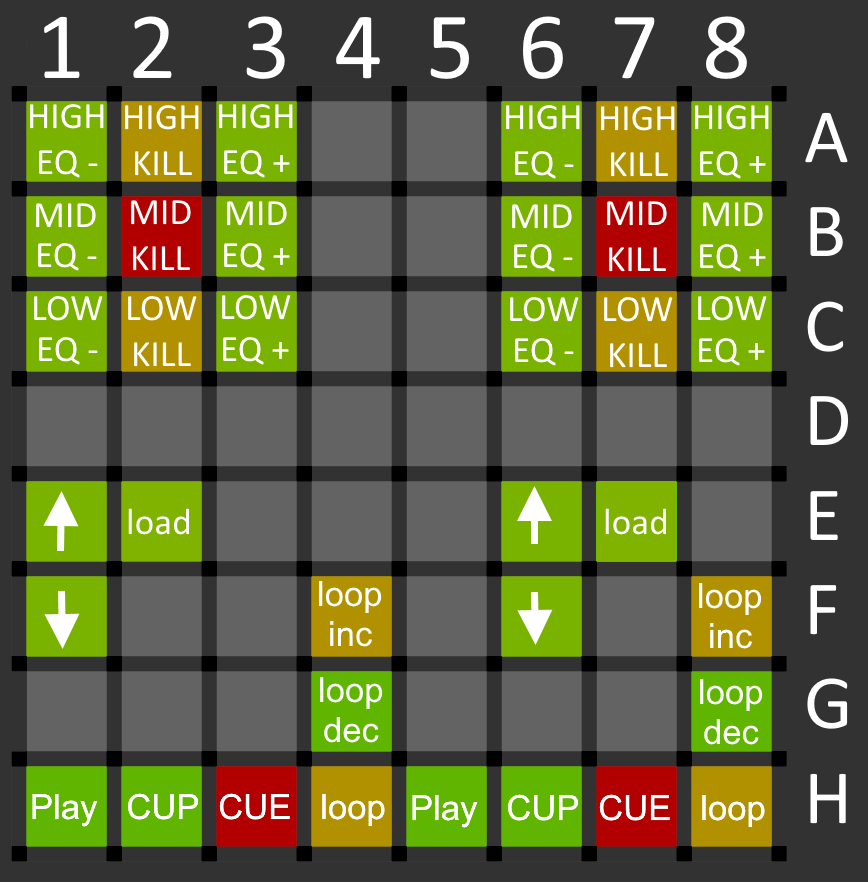 1 2 3 4 5 6 7 8
HIGH HIGH HIGH HIGH HIGH HIGH A
EQ - KILL EQ + EQ - KILL EQ +
MID MID MID MID MID MID B
EQ - KILL EQ + EQ - KILL EQ +
LOW LOW LOW LOW LOW LOW C
EQ - KILL EQ + EQ - KILL EQ +
D
load load E
loop loop F
inc inc
loop loop G
dec dec
Play CUP CUE loop Play CUP CUE loop H